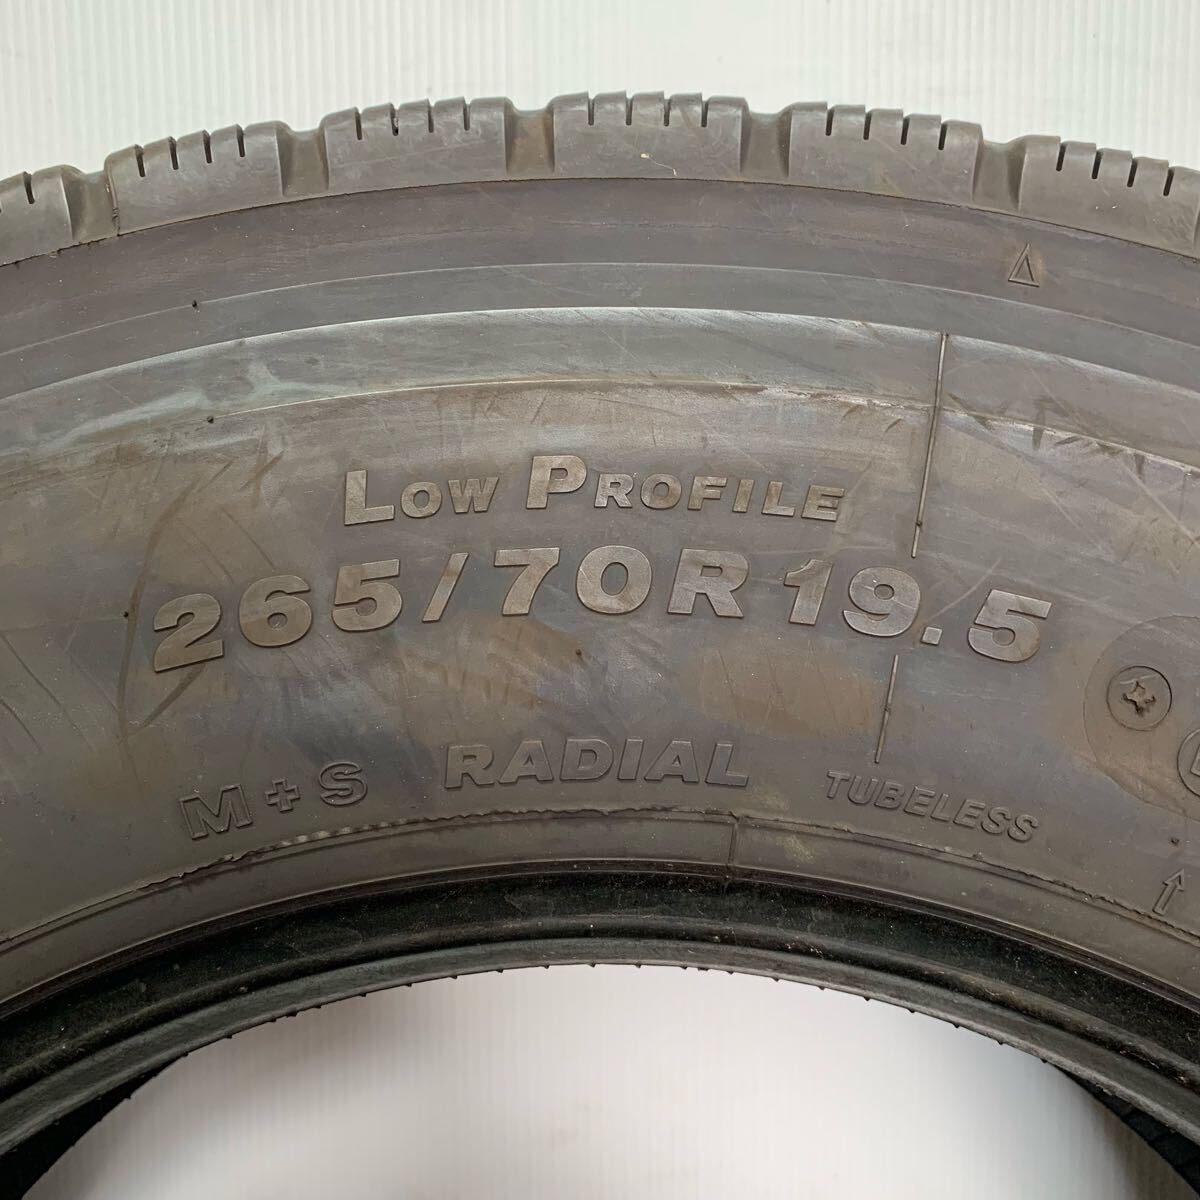 LOW PROFILE
265/70R19.5
M+S RADIAL TUBELESS